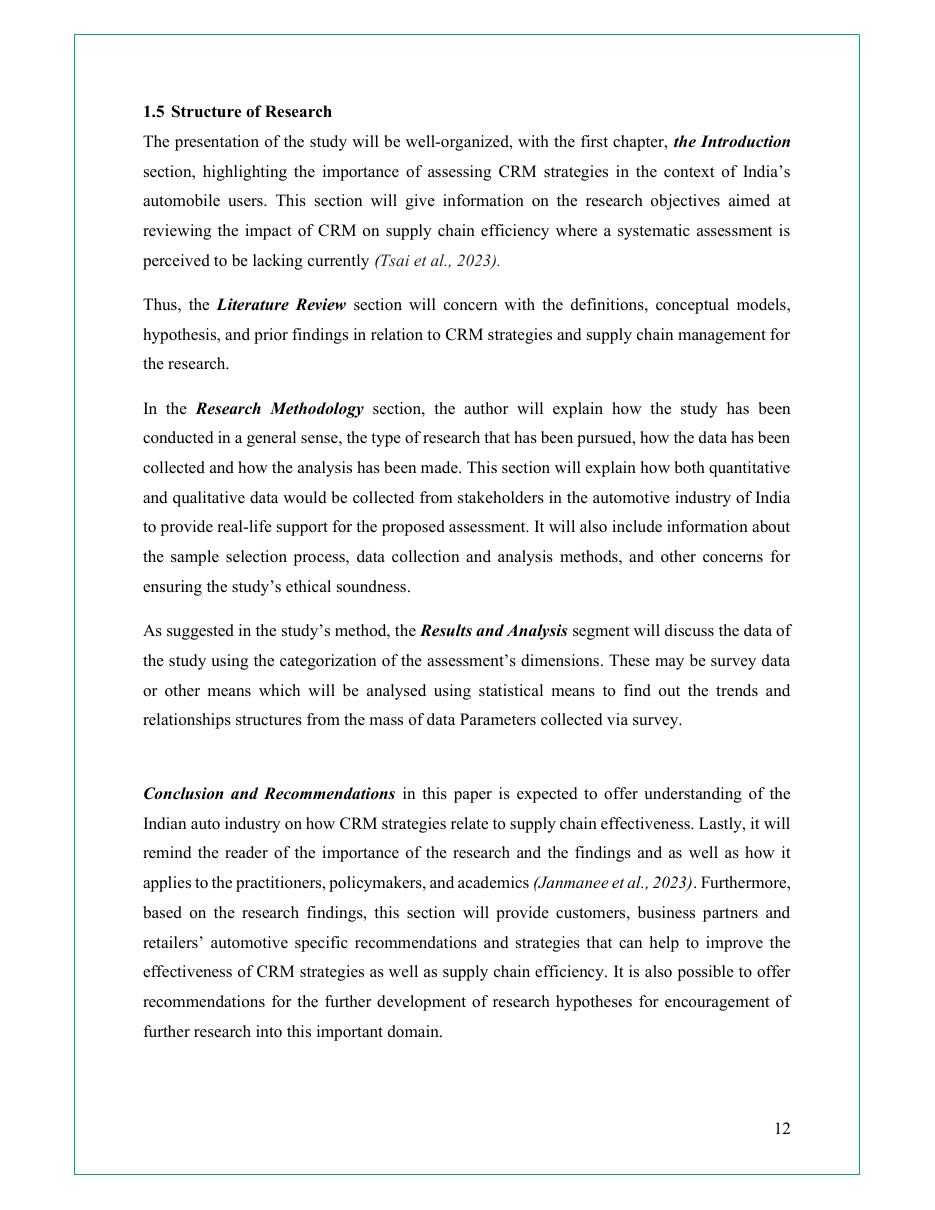 1.5 Structure of Research
The presentation of the study will be well-organized, with the first chapter, the Introduction
section, highlighting the importance of assessing CRM strategies in the context of India’s
automobile users. This section will give information on the research objectives aimed at
reviewing the impact of CRM on supply chain efficiency where a systematic assessment is
perceived to be lacking currently (Tsai et al., 2023).
Thus, the Literature Review section will concern with the definitions, conceptual models,
hypothesis, and prior findings in relation to CRM strategies and supply chain management for
the research.
In the Research Methodology section, the author will explain how the study has been
conducted in a general sense, the type of research that has been pursued, how the data has been
collected and how the analysis has been made. This section will explain how both quantitative
and qualitative data would be collected from stakeholders in the automotive industry of India
to provide real-life support for the proposed assessment. It will also include information about
the sample selection process, data collection and analysis methods, and other concerns for
ensuring the study’s ethical soundness.
As suggested in the study’s method, the Results and Analysis segment will discuss the data of
the study using the categorization of the assessment’s dimensions. These may be survey data
or other means which will be analysed using statistical means to find out the trends and
relationships structures from the mass of data Parameters collected via survey.
Conclusion and Recommendations in this paper is expected to offer understanding of the
Indian auto industry on how CRM strategies relate to supply chain effectiveness. Lastly, it will
remind the reader of the importance of the research and the findings and as well as how it
applies to the practitioners, policymakers, and academics (Janmanee et al., 2023). Furthermore,
based on the research findings, this section will provide customers, business partners and
retailers’ automotive specific recommendations and strategies that can help to improve the
effectiveness of CRM strategies as well as supply chain efficiency. It is also possible to offer
recommendations for the further development of research hypotheses for encouragement of
further research into this important domain.
12